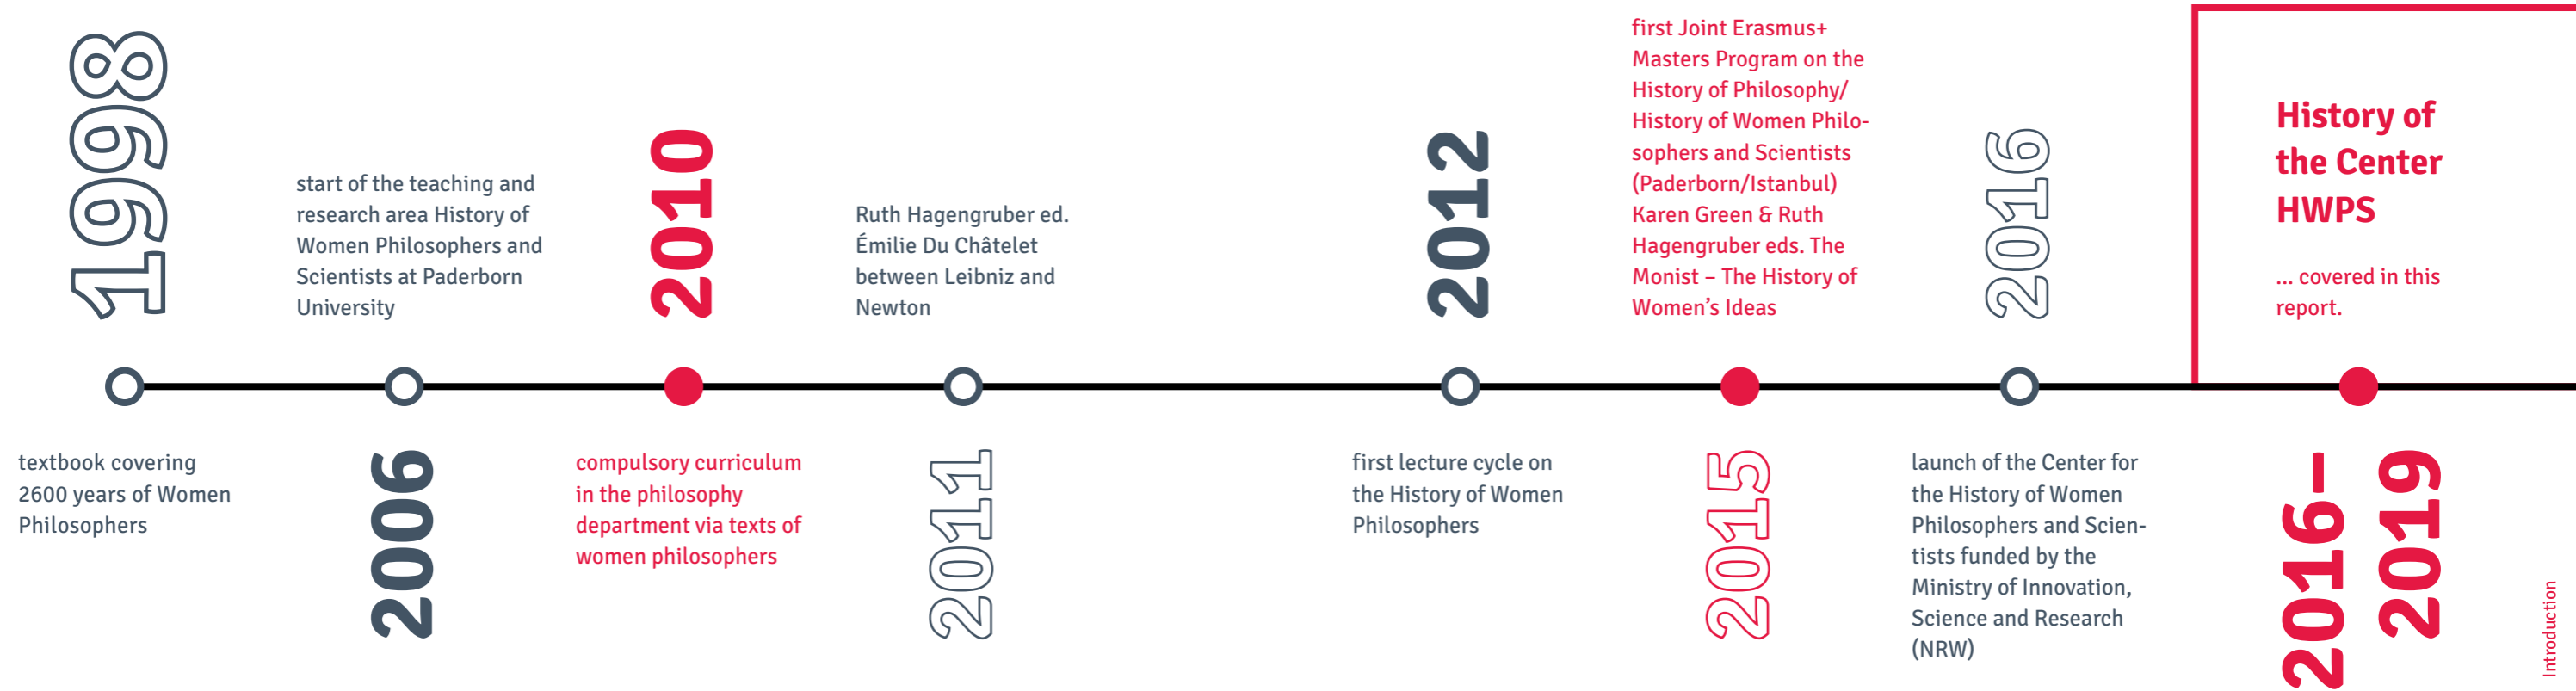 1998
textbook covering
2600 years of Women
Philosophers
start of the teaching and
research area History of
Women Philosophers and
Scientists at Paderborn
University
2006
2010
compulsory curriculum
in the philosophy
department via texts of
women philosophers
Ruth Hagengruber ed.
Émilie Du Châtelet
between Leibniz and
Newton
2011
2012
first lecture cycle on
the History of Women
Philosophers
first Joint Erasmus+
Masters Program on the
History of Philosophy/
History of Women Philo-
sophers and Scientists
(Paderborn/Istanbul)
Karen Green & Ruth
Hagengruber eds. The
Monist – The History of
Women’s Ideas
2015
2016
launch of the Center for
the History of Women
Philosophers and Scien-
tists funded by the
Ministry of Innovation,
Science and Research
(NRW)
History of
the Center
HWPS
... covered in this
report.
2016–
2019
Introduction